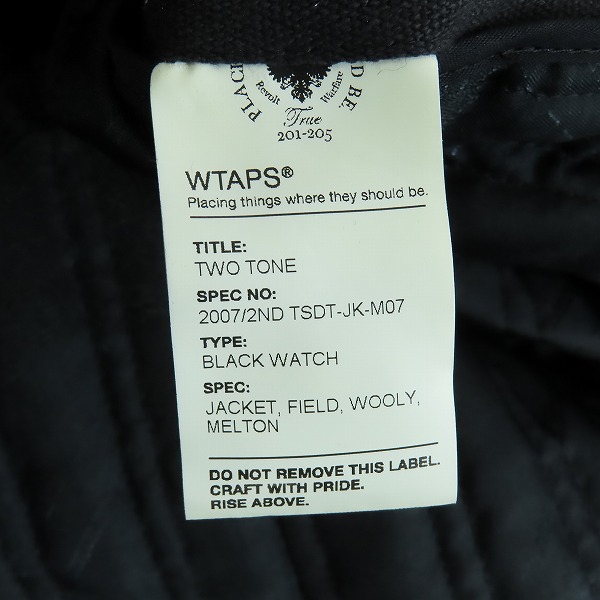 PLACE
D BE.
Revolt Warfare
True
201-205
WTAPS®
Placing things where they should be.
TITLE:
TWO TONE
SPEC NO:
2007/2ND TSDT-JK-M07
TYPE:
BLACK WATCH
SPEC:
JACKET, FIELD, WOOLY,
MELTON
DO NOT REMOVE THIS LABEL.
CRAFT WITH PRIDE.
RISE ABOVE.